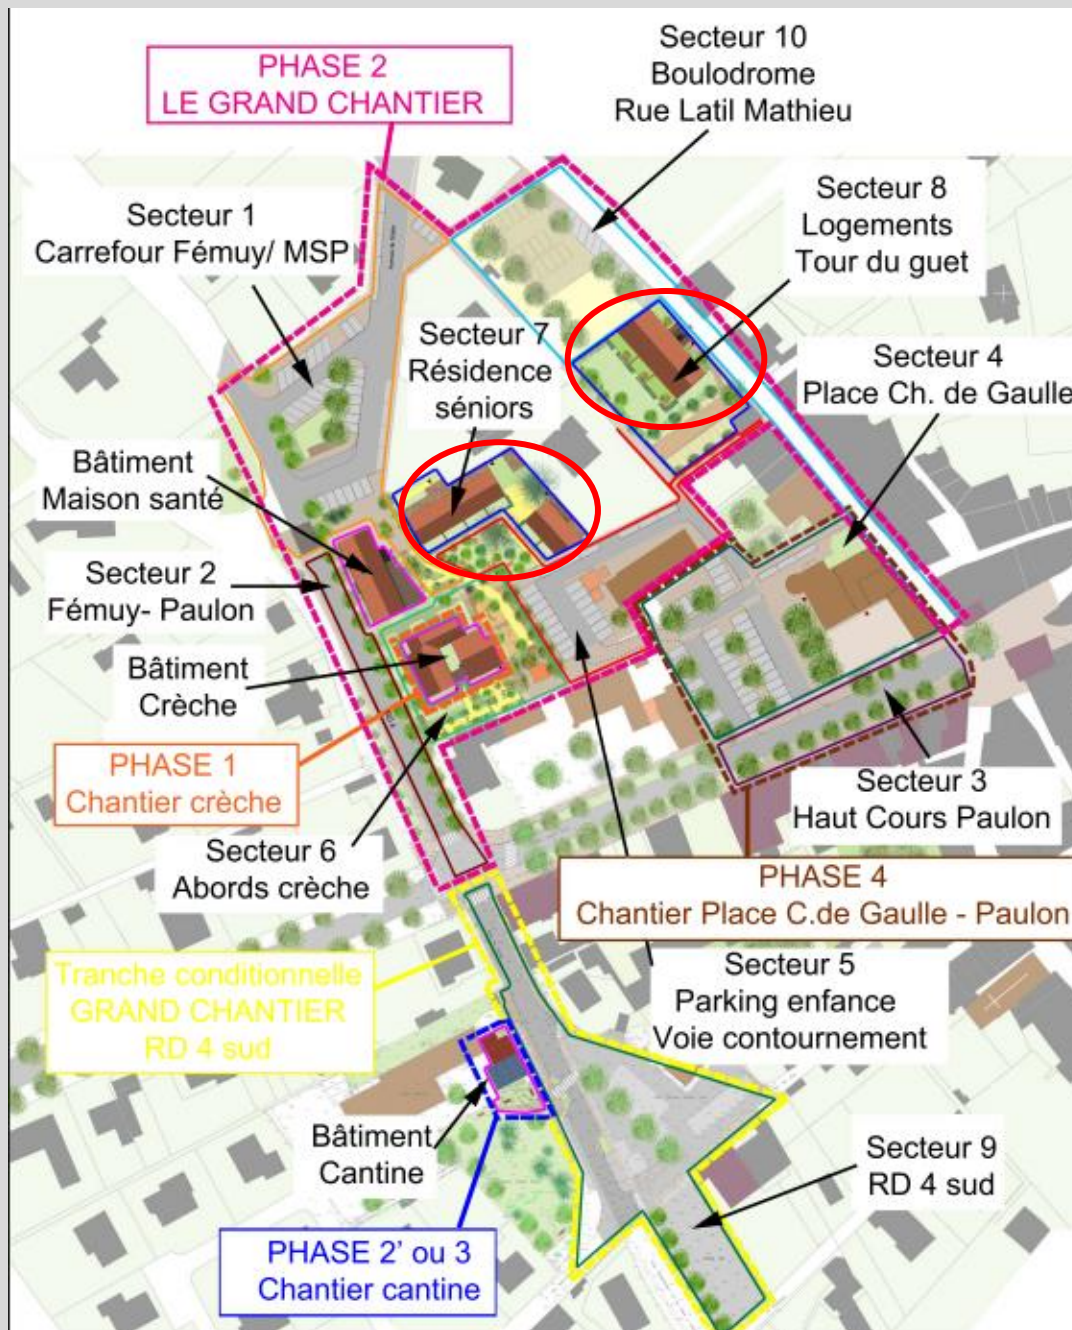 Secteur 10
Boulodrome
Rue Latil Mathieu
PHASE 2
LE GRAND CHANTIER
Secteur 8
Logements
Tour du guet
Secteur 1
Carrefour Fémuy/ MSP
Secteur 7
Résidence
séniors
Secteur 4
Place Ch. de Gaulle
Bâtiment
Maison santé
Secteur 2
Fémuy- Paulon
Bâtiment
Crèche
PHASE 1
Chantier crèche
Secteur 3
Haut Cours Paulon
Secteur 6
Abords crèche
PHASE 4
Chantier Place C.de Gaulle - Paulon
Tranche conditionnelle
GRAND CHANTIER
RD 4 sud
Secteur 5
Parking enfance
Voie contournement
Bâtiment
Cantine
Secteur 9
RD 4 sud
PHASE 2' ou 3
Chantier cantine